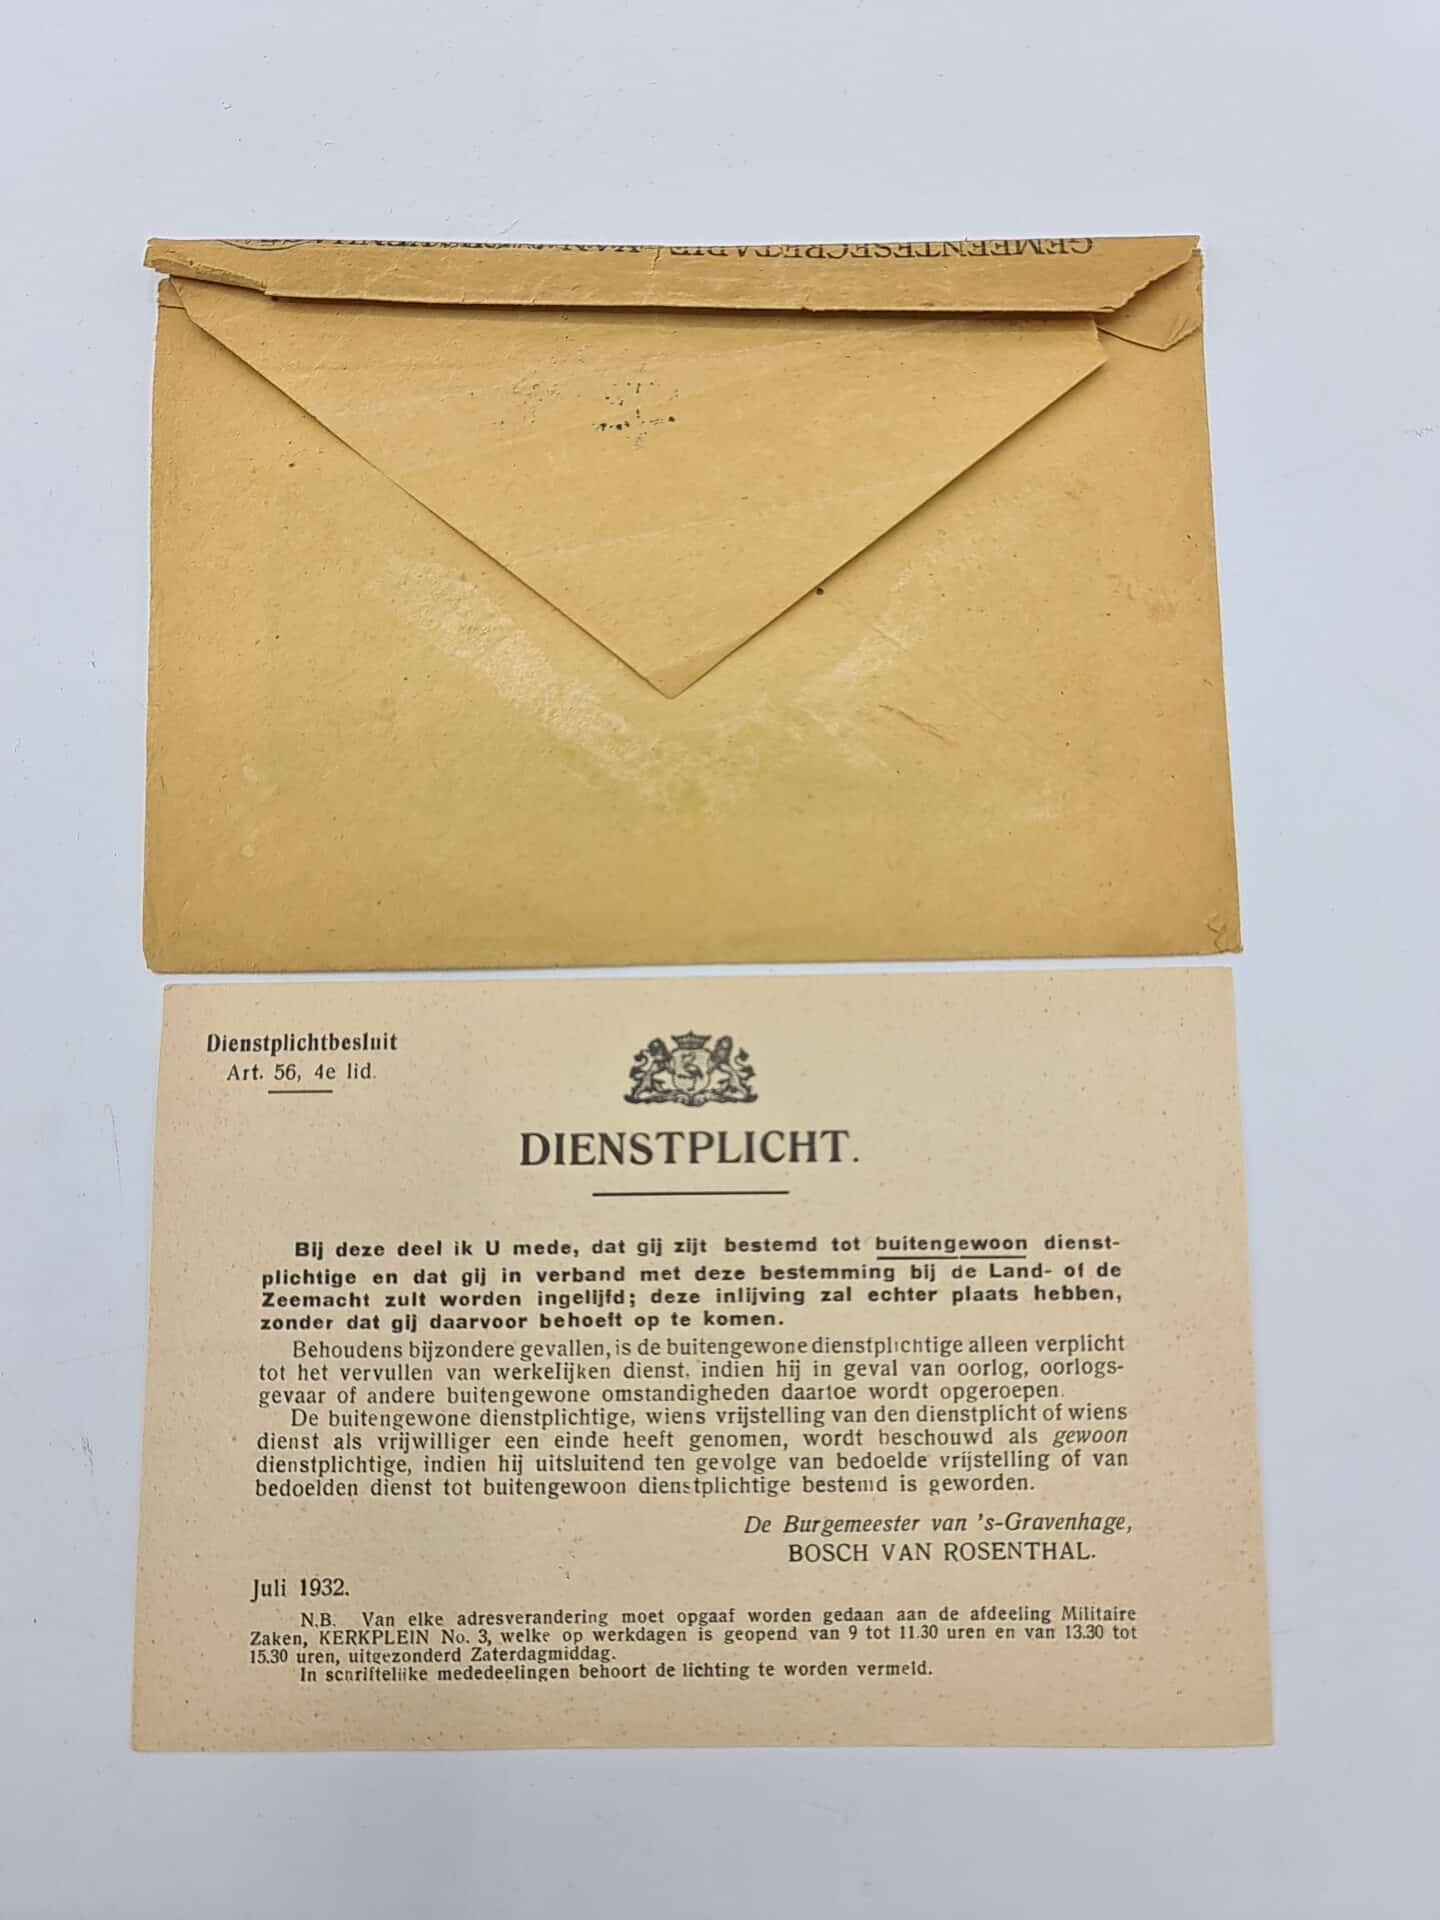 GEMEENTESECRETARIE VAN
Dienstplichtbesluit
Art. 56, 4e lid.
DIENSTPLICHT.
Bij deze deel ik U mede, dat gij zijt bestemd tot buitengewoon dienst-
plichtige en dat gij in verband met deze bestemming bij de Land- of de
Zeemacht zult worden ingelijfd; deze inlijving zal echter plaats hebben,
zonder dat gij daarvoor behoeft op te komen.
Behoudens bijzondere gevallen, is de buitengewone dienstplichtige alleen verplicht
tot het vervullen van werkelijken dienst, indien hij in geval van oorlog, oorlogs-
gevaar of andere buitengewone omstandigheden daartoe wordt opgeroepen.
De buitengewone dienstplichtige, wiens vrijstelling van den dienstplicht of wiens
dienst als vrijwilliger een einde heeft genomen, wordt beschouwd als gewoon
dienstplichtige, indien hij uitsluitend ten gevolge van bedoelde vrijstelling of van
bedoelden dienst tot buitengewoon dienstplichtige bestemd is geworden.
De Burgemeester van 's-Gravenhage,
BOSCH VAN ROSENTHAL.
Juli 1932.
N.B. Van elke adresverandering moet opgaaf worden gedaan aan de afdeeling Militaire
Zaken, KERKPLEIN No. 3, welke op werkdagen is geopend van 9 tot 11.30 uren en van 13.30 tot
15.30 uren, uitgezonderd Zaterdagmiddag.
In schriftelijke mededeelingen behoort de lichting te worden vermeld.